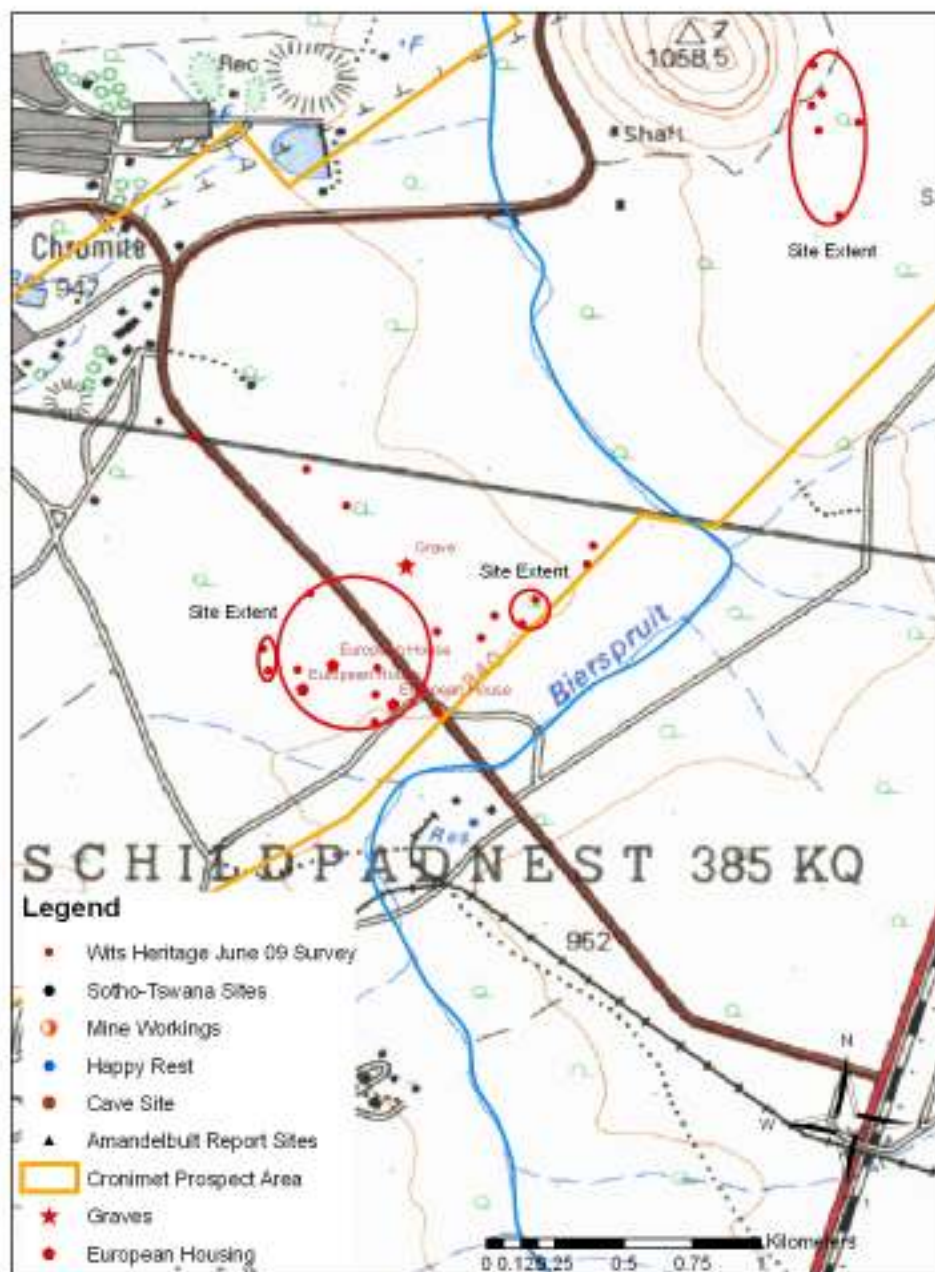 F
Rec
7
1058,5
Shaft
F
Chromite
Site Extent
947
Grave
Site Extent
Site Extent
European House
European House
European House
Bierspruit
Res
SCHILDPADNEST 385 KQ
Legend
Wits Heritage June 09 Survey
Sotho-Tswana Sites
Mine Workings
Happy Rest
Cave Site
Amandelbult Report Sites
Cronimet Prospect Area
Graves
European Housing
952
N
W
Kilometers
0 0.125 0.25 0.5 0.75 1